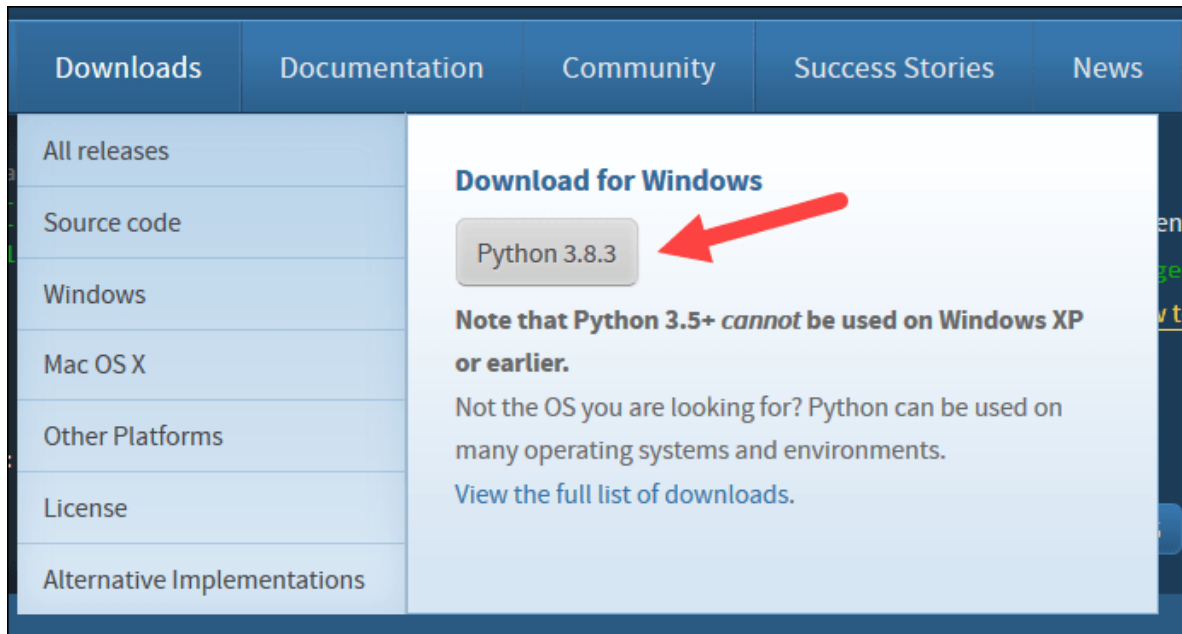 Downloads
Documentation
Community
Success Stories
News
All releases
Source code
Windows
Mac OS X
Other Platforms
License
Alternative Implementations
Download for Windows
Python 3.8.3
Note that Python 3.5+ cannot be used on Windows XP
or earlier.
Not the OS you are looking for? Python can be used on
many operating systems and environments.
View the full list of downloads.